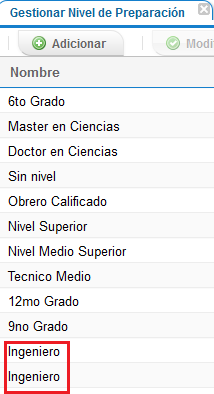 Gestionar Nivel de Preparación
Adicionar Modi
Nombre
6to Grado
Master en Ciencias
Doctor en Ciencias
Sin nivel
Obrero Calificado
Nivel Superior
Nivel Medio Superior
Tecnico Medio
12mo Grado
9no Grado
Ingeniero
Ingeniero